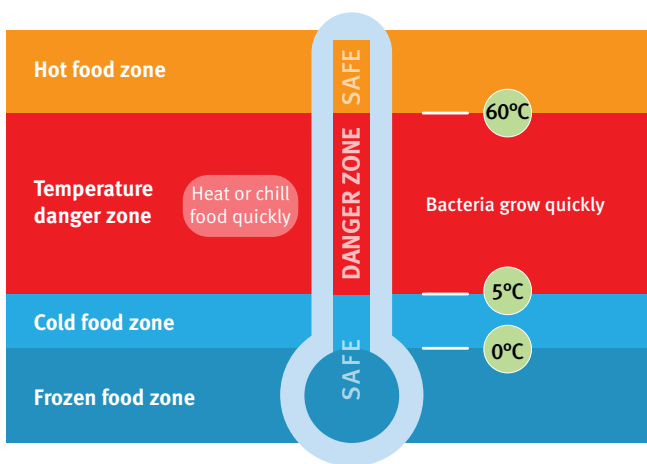 Hot food zone
SAFE
60ºC
Temperature
danger zone
Heat or chill
food quickly
DANGER ZONE
Bacteria grow quickly
5ºC
Cold food zone
0ºC
SAFE
Frozen food zone